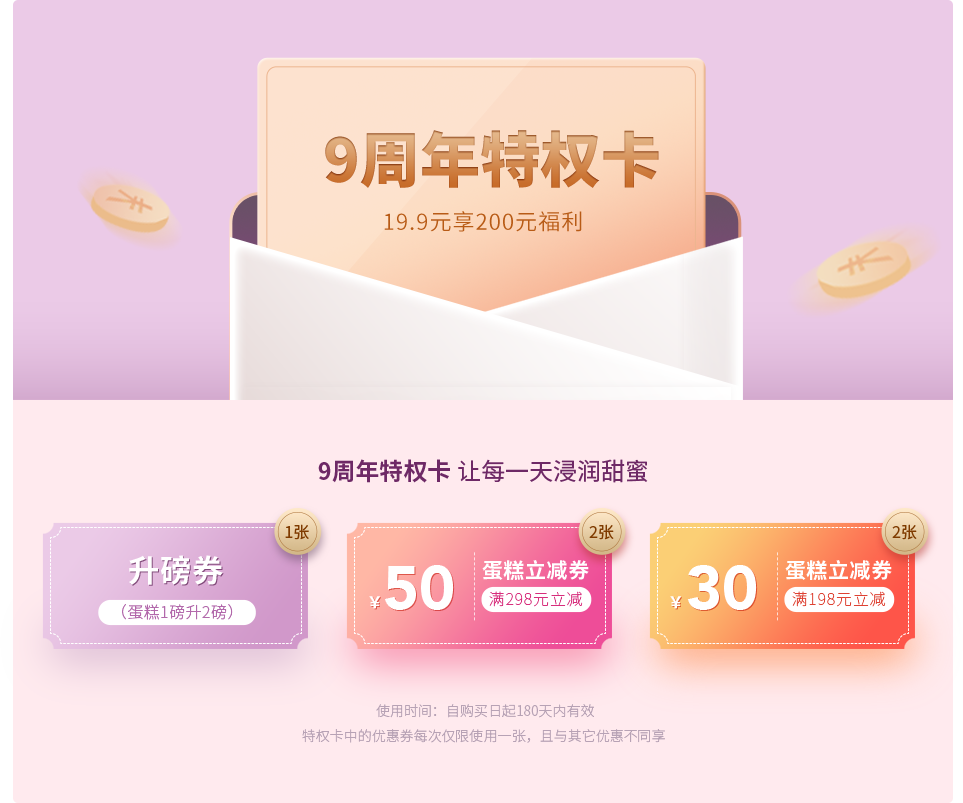 9周年特权卡
19.9元享200元福利
¥
¥
9周年特权卡 让每一天浸润甜蜜
1张
升磅券
（蛋糕1磅升2磅）
2张
¥50
蛋糕立减券
满298元立减
2张
¥30
蛋糕立减券
满198元立减
使用时间：自购买日起180天内有效
特权卡中的优惠券每次仅限使用一张，且与其它优惠不同享